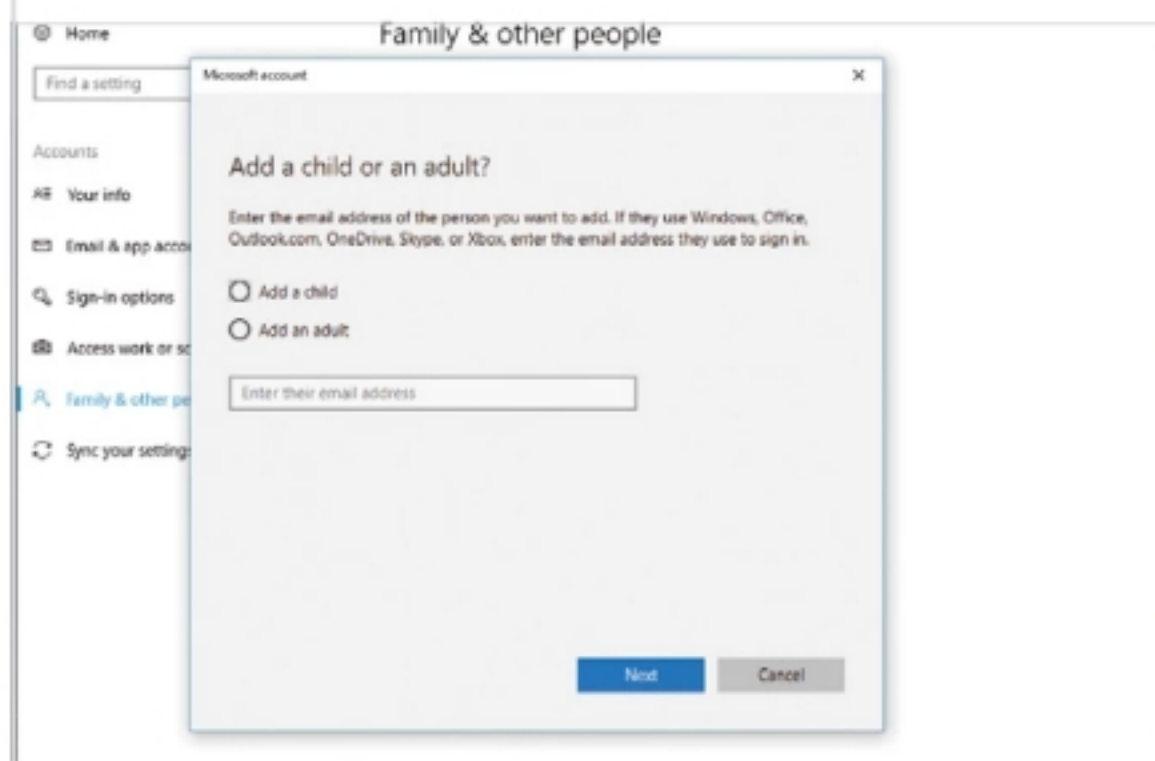 Home
Family & other people
Find a setting
Microsoft account
Accounts
Add a child or an adult?
Your info
Enter the email address of the person you want to add. If they use Windows, Office,
Outlook.com, OneDrive, Skype, or Xbox, enter the email address they use to sign in.
Email & app accou
Sign-in options
Add a child
Add an adult
Access work or sc
Family & other pe
Enter their email address
Sync your settings
Next
Cancel